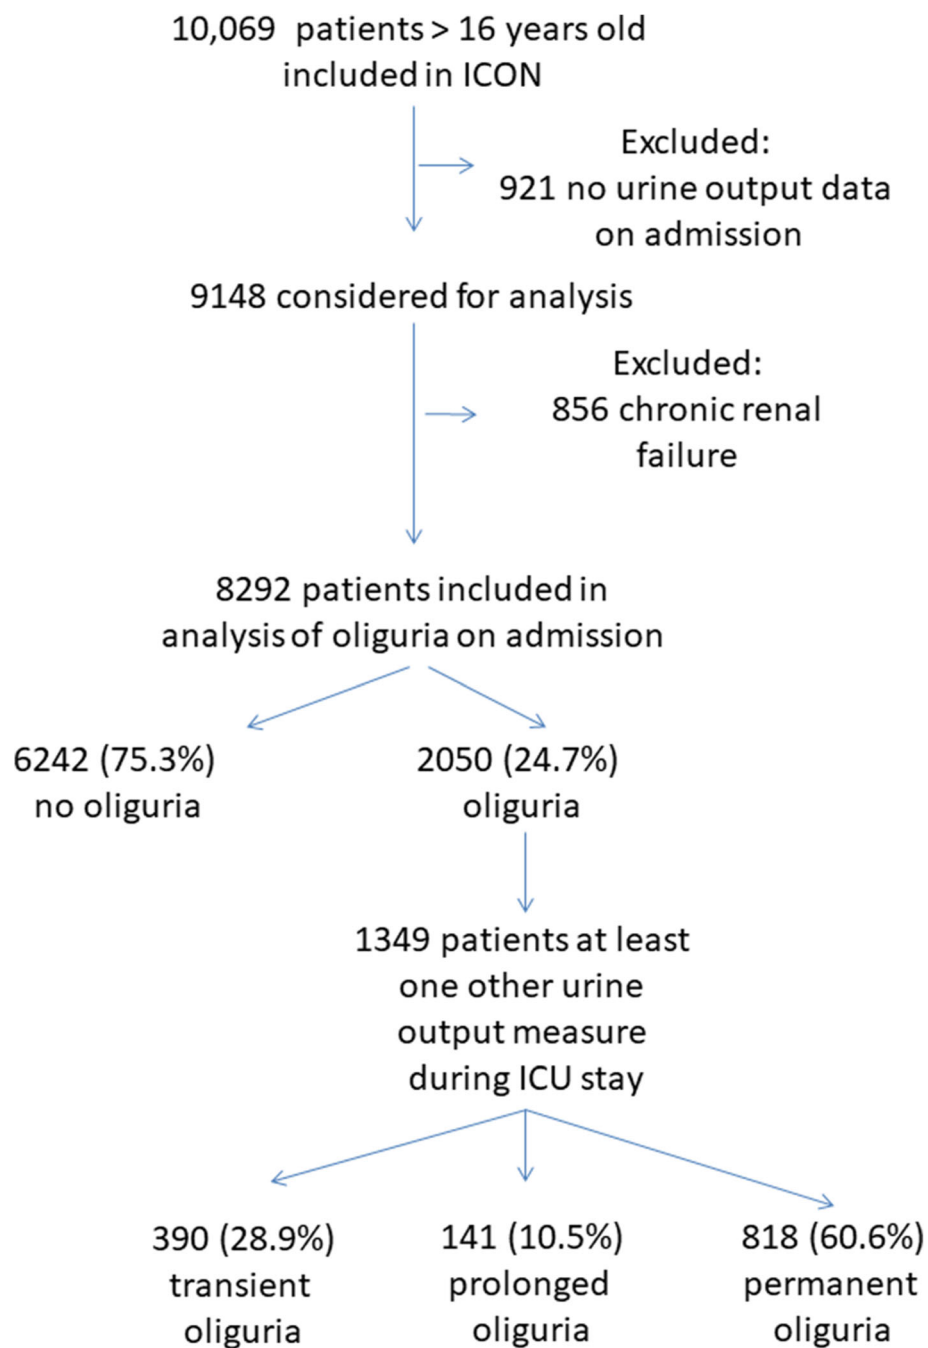 10,069 patients > 16 years old
included in ICON
Excluded:
921 no urine output data
on admission
9148 considered for analysis
Excluded:
856 chronic renal
failure
8292 patients included in
analysis of oliguria on admission
6242 (75.3%)
no oliguria
2050 (24.7%)
oliguria
1349 patients at least
one other urine
output measure
during ICU stay
390 (28.9%)
transient
oliguria
141 (10.5%)
prolonged
oliguria
818 (60.6%)
permanent
oliguria